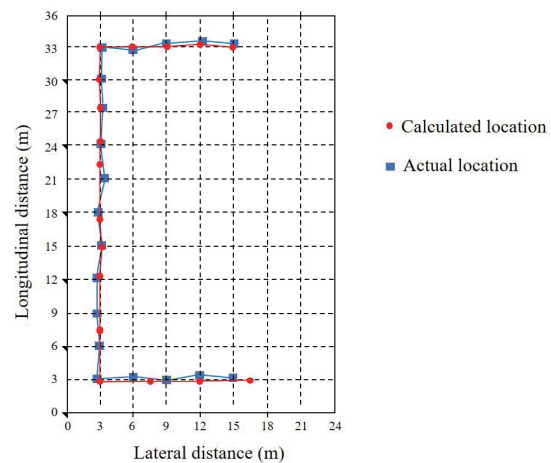 36
33
30
27
24
21
18
15
12
9
6
3
0
0 3 6 9 12 15 18 21 24
Longitudinal distance (m)
Lateral distance (m)
Calculated location
Actual location